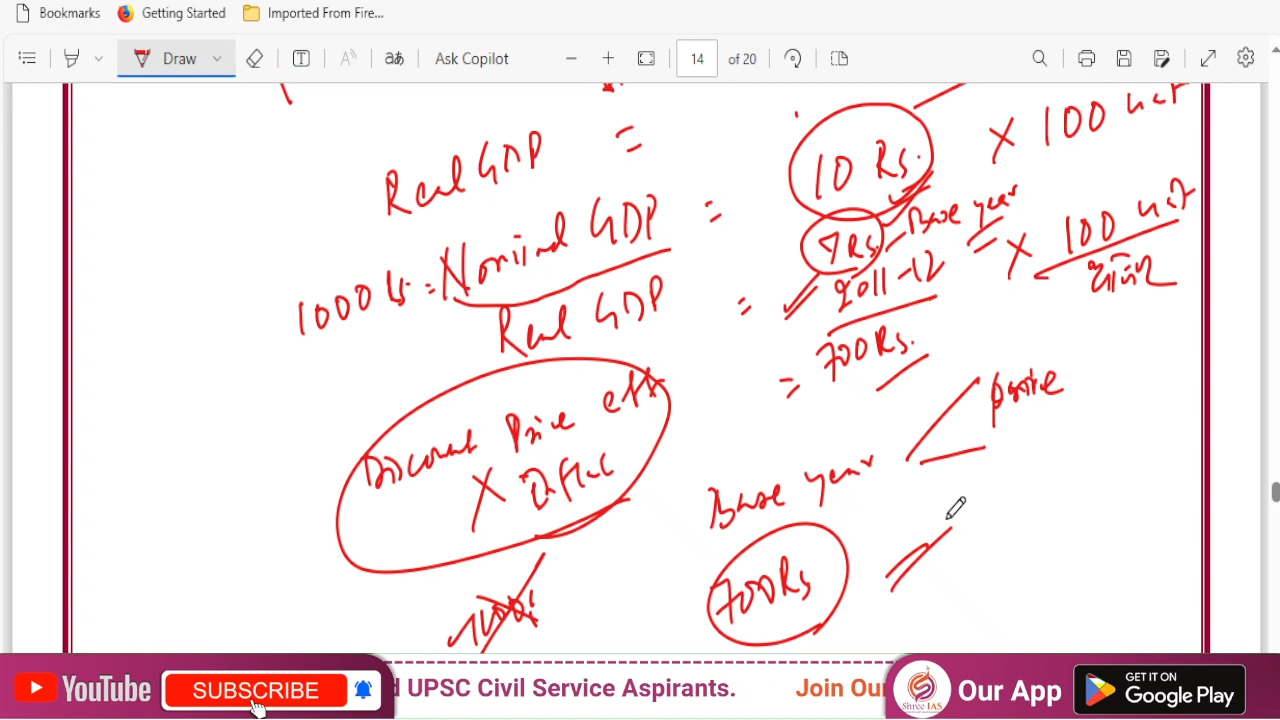 Bookmarks Getting Started Imported From Fire...
Draw Ask Copilot 14 of 20
Real GDP = 10 Rs. X 100 unit
1000 Rs. = Nominal GDP = 7 Rs. Base year X 100 unit
2011-12
Real GDP = 700 Rs.
=
Discount Price eff
X Inflac
Base year price
700 Rs
YouTube SUBSCRIBE d UPSC Civil Service Aspirants. Join Our
Shree IAS
Our App
GET IT ON
Google Play